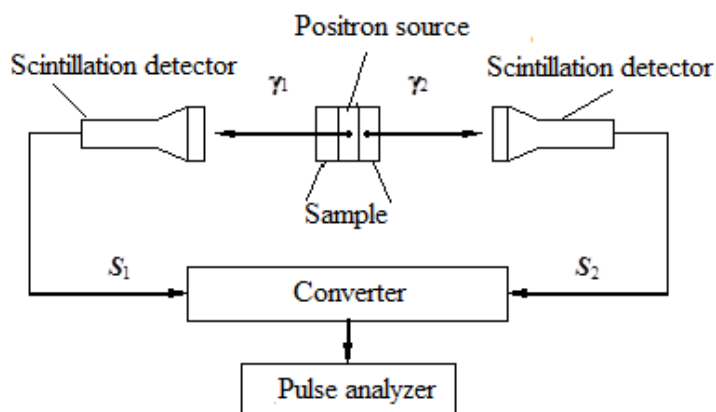 Positron source
Scintillation detector
Scintillation detector
γ1
γ2
Sample
S1
S2
Converter
Pulse analyzer